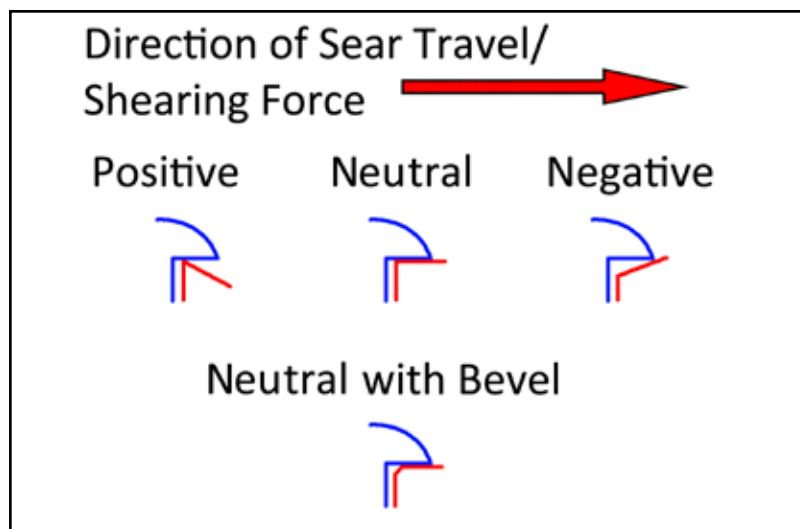 Direction of Sear Travel/
Shearing Force
Positive Neutral Negative
Neutral with Bevel